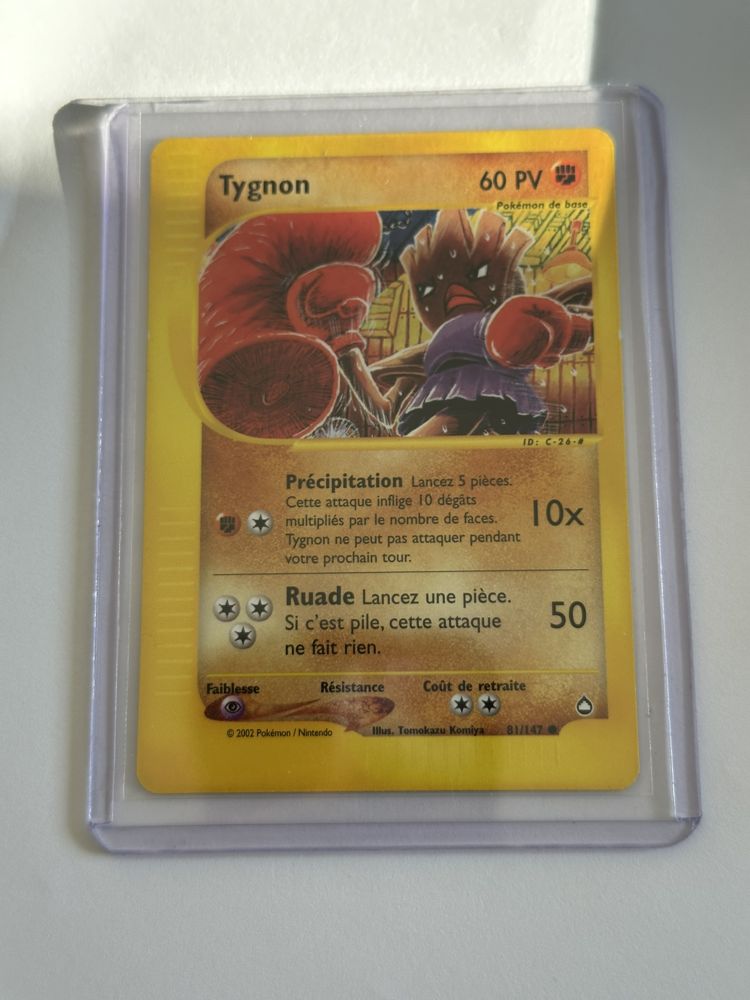 Tygnon 60 PV
Pokémon de base
ID: C-26-#
Précipitation Lancez 5 pièces.
Cette attaque inflige 10 dégâts
multipliés par le nombre de faces.
Tygnon ne peut pas attaquer pendant
votre prochain tour.
10x
Ruade Lancez une pièce.
Si c'est pile, cette attaque
ne fait rien.
50
Faiblesse Résistance Coût de retraite
© 2002 Pokémon / Nintendo Illus. Tomokazu Komiya 81/147